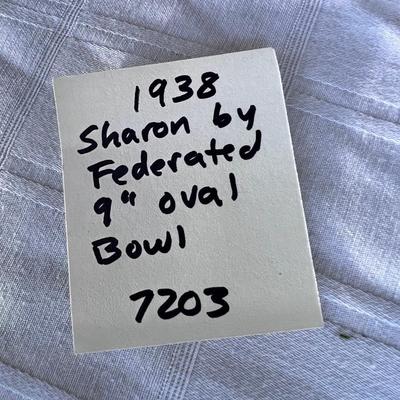 1938
Sharon by
Federated
9" oval
Bowl
7203